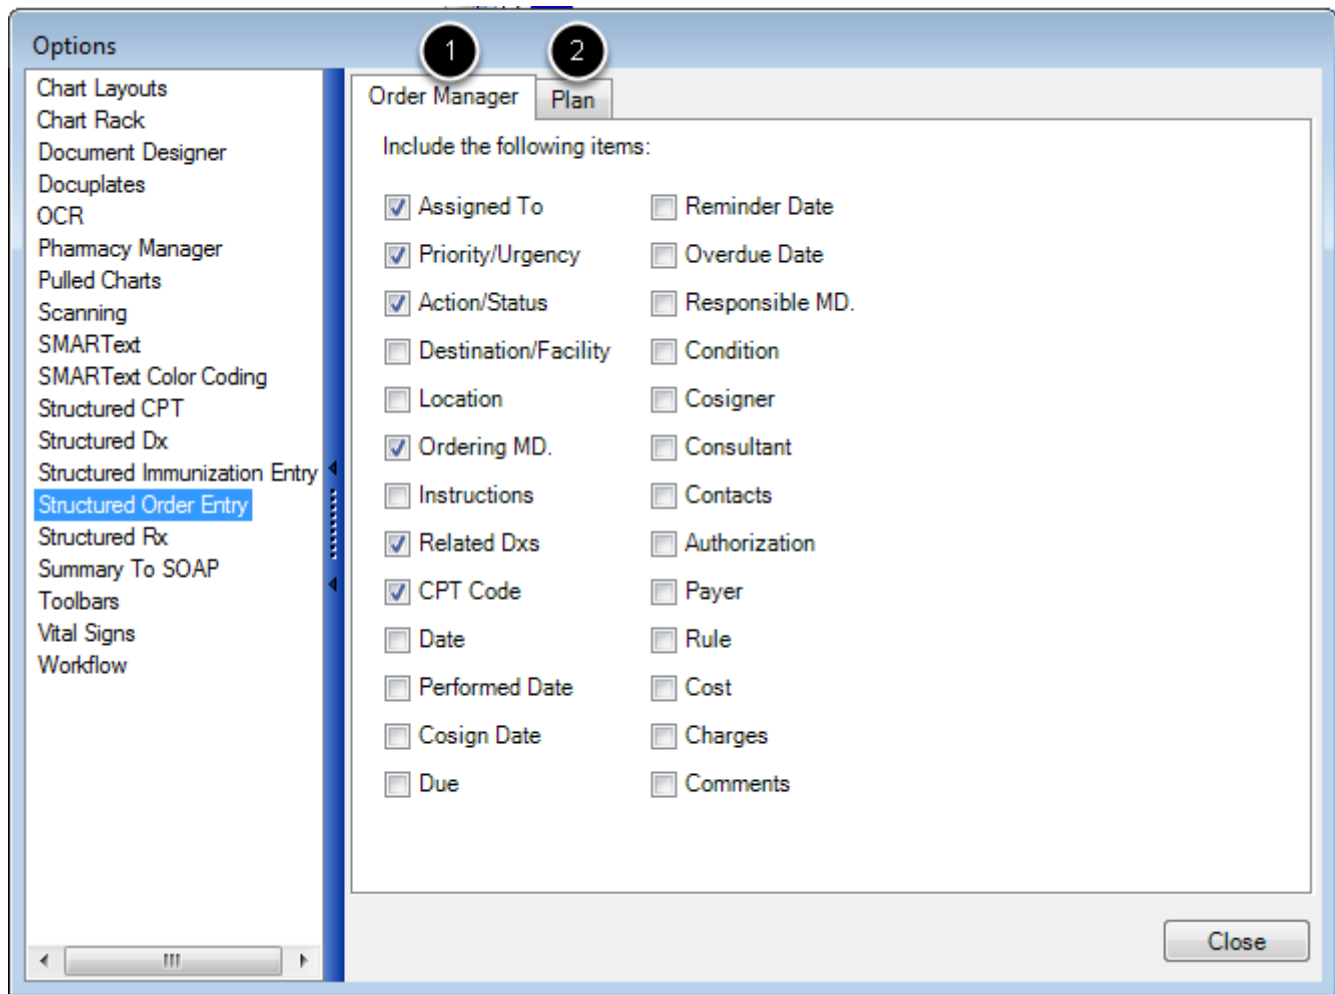 Options
1
2
Chart Layouts
Chart Rack
Document Designer
Docuplates
OCR
Pharmacy Manager
Pulled Charts
Scanning
SMARText
SMARText Color Coding
Structured CPT
Structured Dx
Structured Immunization Entry
Structured Order Entry
Structured Rx
Summary To SOAP
Toolbars
Vital Signs
Workflow
Order Manager
Plan
Include the following items:
Assigned To
Priority/Urgency
Action/Status
Destination/Facility
Location
Ordering MD.
Instructions
Related Dxs
CPT Code
Date
Performed Date
Cosign Date
Due
Reminder Date
Overdue Date
Responsible MD.
Condition
Cosigner
Consultant
Contacts
Authorization
Payer
Rule
Cost
Charges
Comments
Close